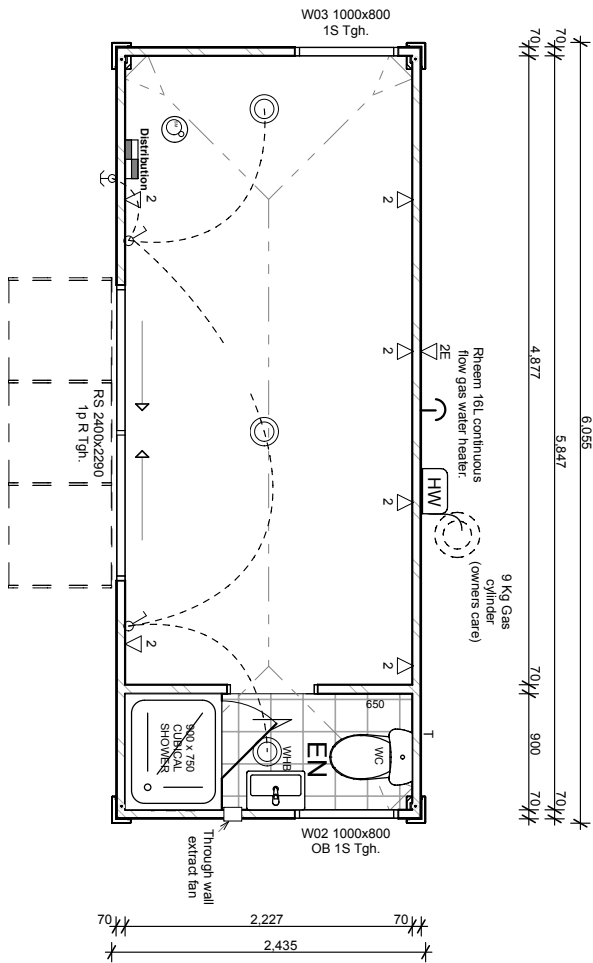 W03 1000x800
1S Tgh.
70
70
70
Distribution
2
2
2
2E
Rheem 16L continuous
flow gas water heater.
4,877
5,847
6,055
RS 2400x2290
1p R Tgh.
HW
2
9 Kg Gas
cylinder
(owners care)
2
2
70
650
T
900 x 750
CUBICAL
SHOWER
WHB
EN
WC
900
70
70
W02 1000x800
OB 1S Tgh.
Through wall
extract fan
70
2,227
70
2,435